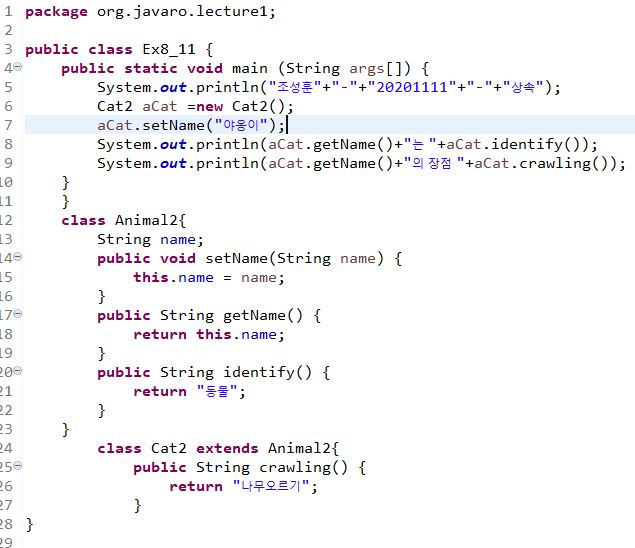 1 package org.javaro.lecture1;
2
3 public class Ex8_11 {
4     public static void main (String args[]) {
5         System.out.println("조성훈"+"-"+"20201111"+"-"+"상속");
6         Cat2 aCat =new Cat2();
7         aCat.setName("야옹이");
8         System.out.println(aCat.getName()+"는 "+aCat.identify());
9         System.out.println(aCat.getName()+"의 장점 "+aCat.crawling());
10     }
11     }
12     class Animal2{
13         String name;
14         public void setName(String name) {
15             this.name = name;
16         }
17         public String getName() {
18             return this.name;
19         }
20         public String identify() {
21             return "동물";
22         }
23     }
24         class Cat2 extends Animal2{
25             public String crawling() {
26                 return "나무오르기";
27             }
28 }
29